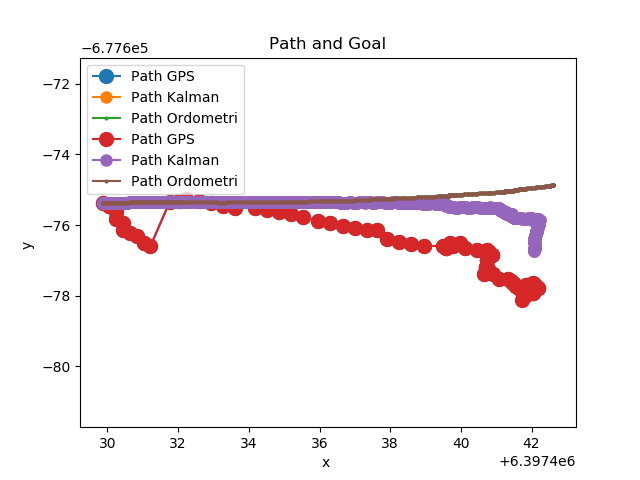 Path and Goal
−6.776e5
Path GPS
Path Kalman
Path Ordometri
Path GPS
Path Kalman
Path Ordometri
−72
−74
−76
−78
−80
y
30 32 34 36 38 40 42
x
+6.3974e6